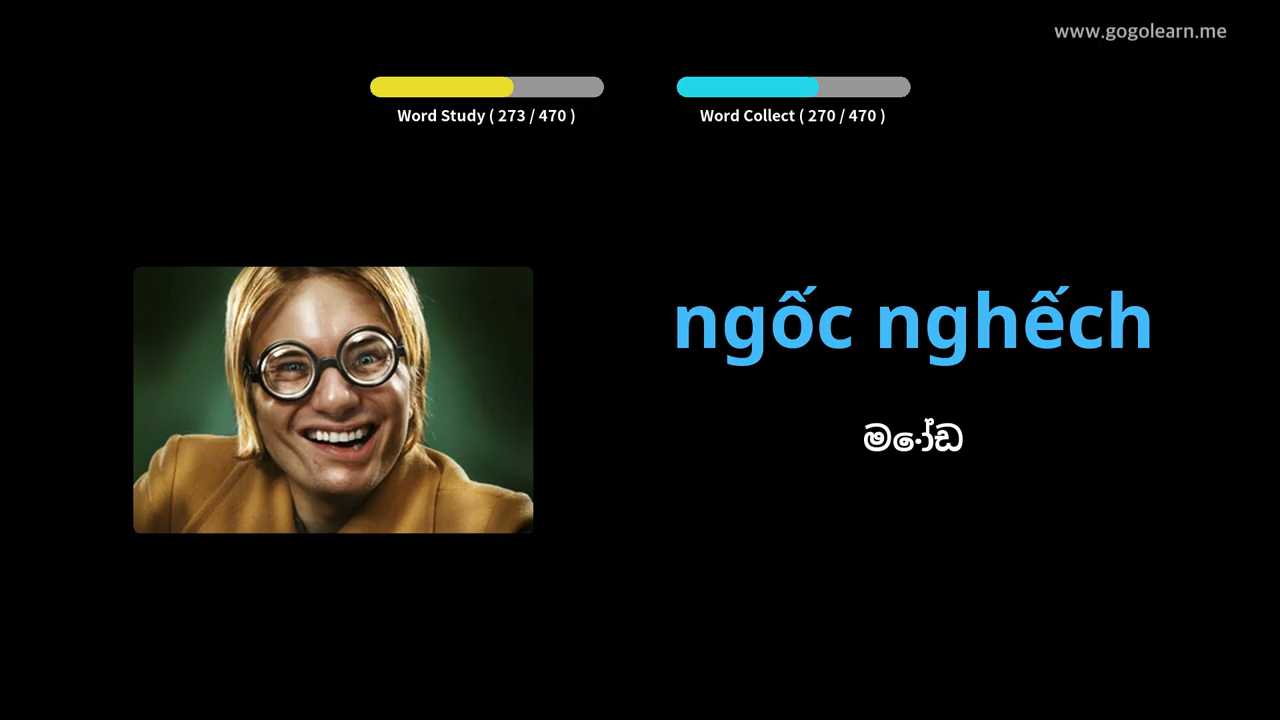 www.gogolearn.me
Word Study ( 273 / 470 )
Word Collect ( 270 / 470 )
ngốc nghếch
මෝඩ